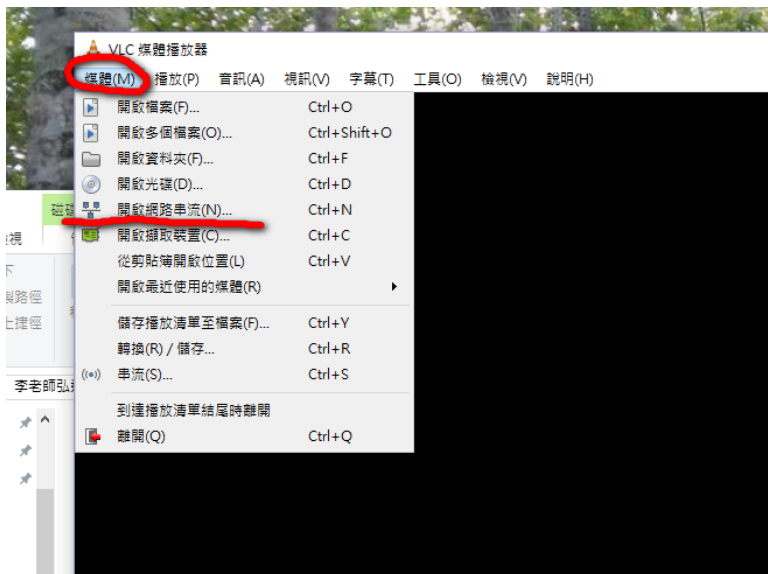 VLC 媒體播放器
媒體(M) 播放(P) 音訊(A) 視訊(V) 字幕(T) 工具(O) 檢視(V) 說明(H)
開啟檔案(F)... Ctrl+O
開啟多個檔案(O)... Ctrl+Shift+O
開啟資料夾(F)... Ctrl+F
開啟光碟(D)... Ctrl+D
開啟網路串流(N)... Ctrl+N
開啟擷取裝置(C)... Ctrl+C
從剪貼簿開啟位置(L) Ctrl+V
開啟最近使用的媒體(R)
儲存播放清單至檔案(F)... Ctrl+Y
轉換(R) / 儲存... Ctrl+R
串流(S)... Ctrl+S
到達播放清單結尾時離開
離開(Q) Ctrl+Q
磁
視
下
製路徑
上捷徑
李老師弘